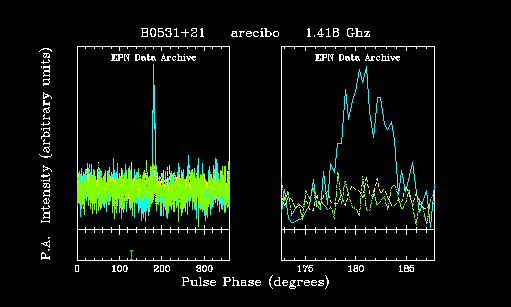 B0531+21 arecibo 1.418 Ghz
EPN Data Archive EPN Data Archive
Intensity (arbitrary units)
P.A.
0 100 200 300 175 180 185
Pulse Phase (degrees)